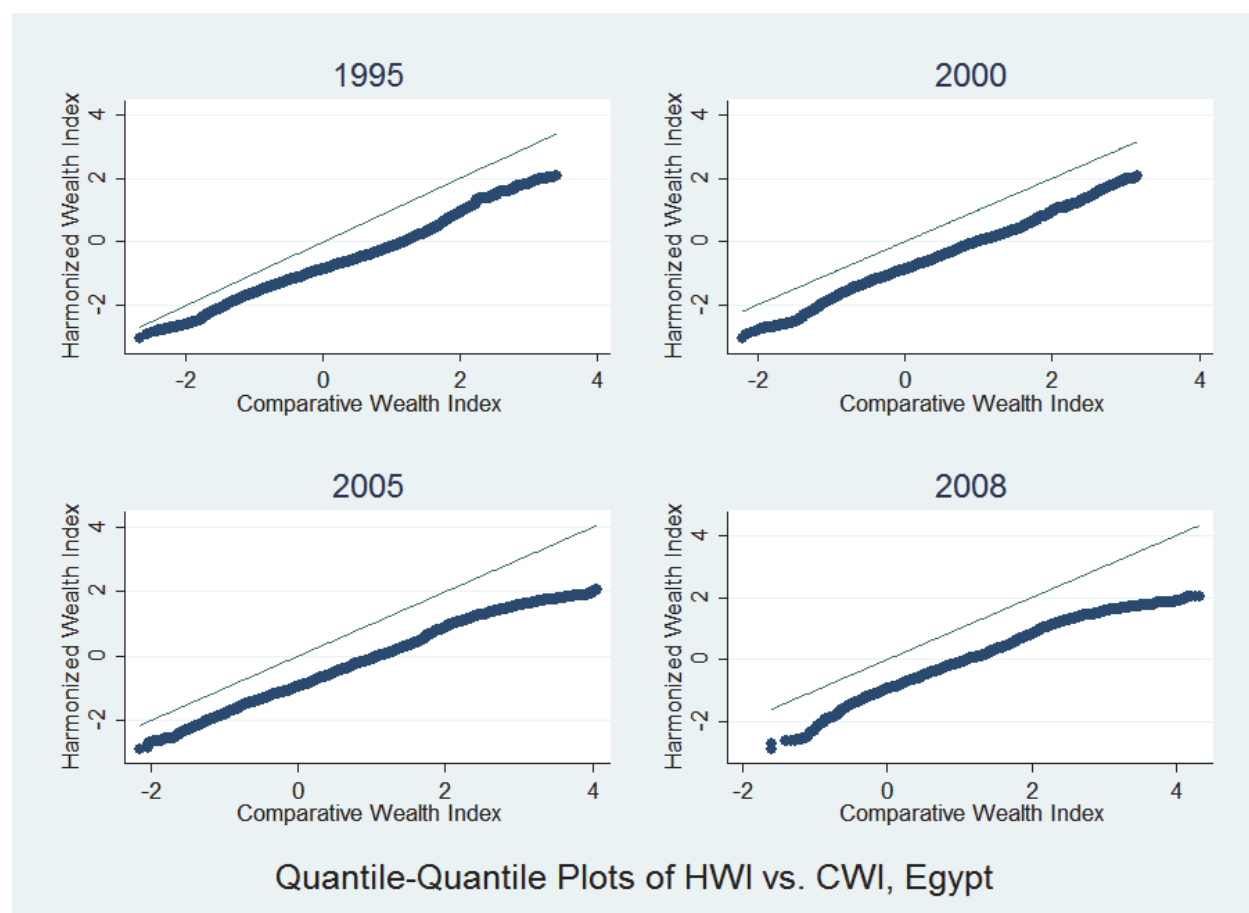 1995
Harmonized Wealth Index
4
2
0
-2
-2 0 2 4
Comparative Wealth Index
2000
Harmonized Wealth Index
4
2
0
-2
-2 0 2 4
Comparative Wealth Index
2005
Harmonized Wealth Index
4
2
0
-2
-2 0 2 4
Comparative Wealth Index
2008
Harmonized Wealth Index
4
2
0
-2
-2 0 2 4
Comparative Wealth Index
Quantile-Quantile Plots of HWI vs. CWI, Egypt